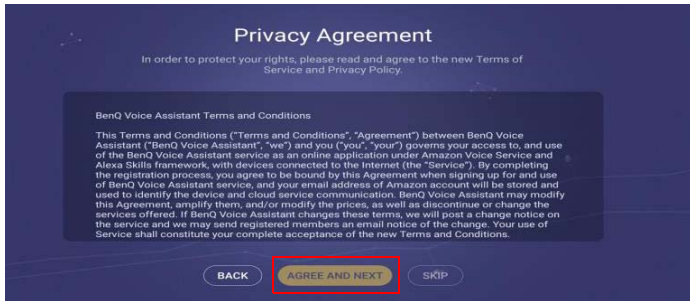 Privacy Agreement
In order to protect your rights, please read and agree to the new Terms of
Service and Privacy Policy.
BenQ Voice Assistant Terms and Conditions
This Terms and Conditions ("Terms and Conditions", "Agreement") between BenQ Voice
Assistant ("BenQ Voice Assistant", "we") and you ("you", "your") governs your access to, and use
of the BenQ Voice Assistant service as an online application under Amazon Voice Service and
Alexa Skills framework, with devices connected to the Internet (the "Service"). By completing
the registration process, you agree to be bound by this Agreement when signing up for and use
of BenQ Voice Assistant service, and your email address of Amazon account will be stored and
used to identify the device and cloud service communication. BenQ Voice Assistant may modify
this Agreement, amplify them, and/or modify the prices, as well as discontinue or change the
services offered. If BenQ Voice Assistant changes these terms, we will post a change notice on
the service and we may send registered members an email notice of the change. Your use of
Service shall constitute your complete acceptance of the new Terms and Conditions.
BACK
AGREE AND NEXT
SKIP